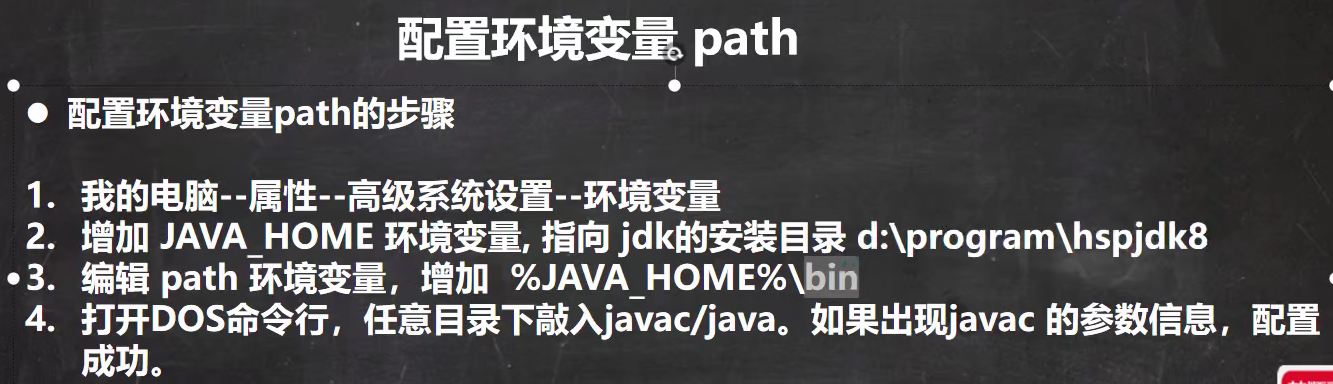 配置环境变量 path
● 配置环境变量path的步骤
1. 我的电脑--属性--高级系统设置--环境变量
2. 增加 JAVA_HOME 环境变量, 指向 jdk的安装目录 d:\program\hspjdk8
3. 编辑 path 环境变量，增加 %JAVA_HOME%\bin
4. 打开DOS命令行，任意目录下敲入javac/java。如果出现javac 的参数信息，配置
成功。